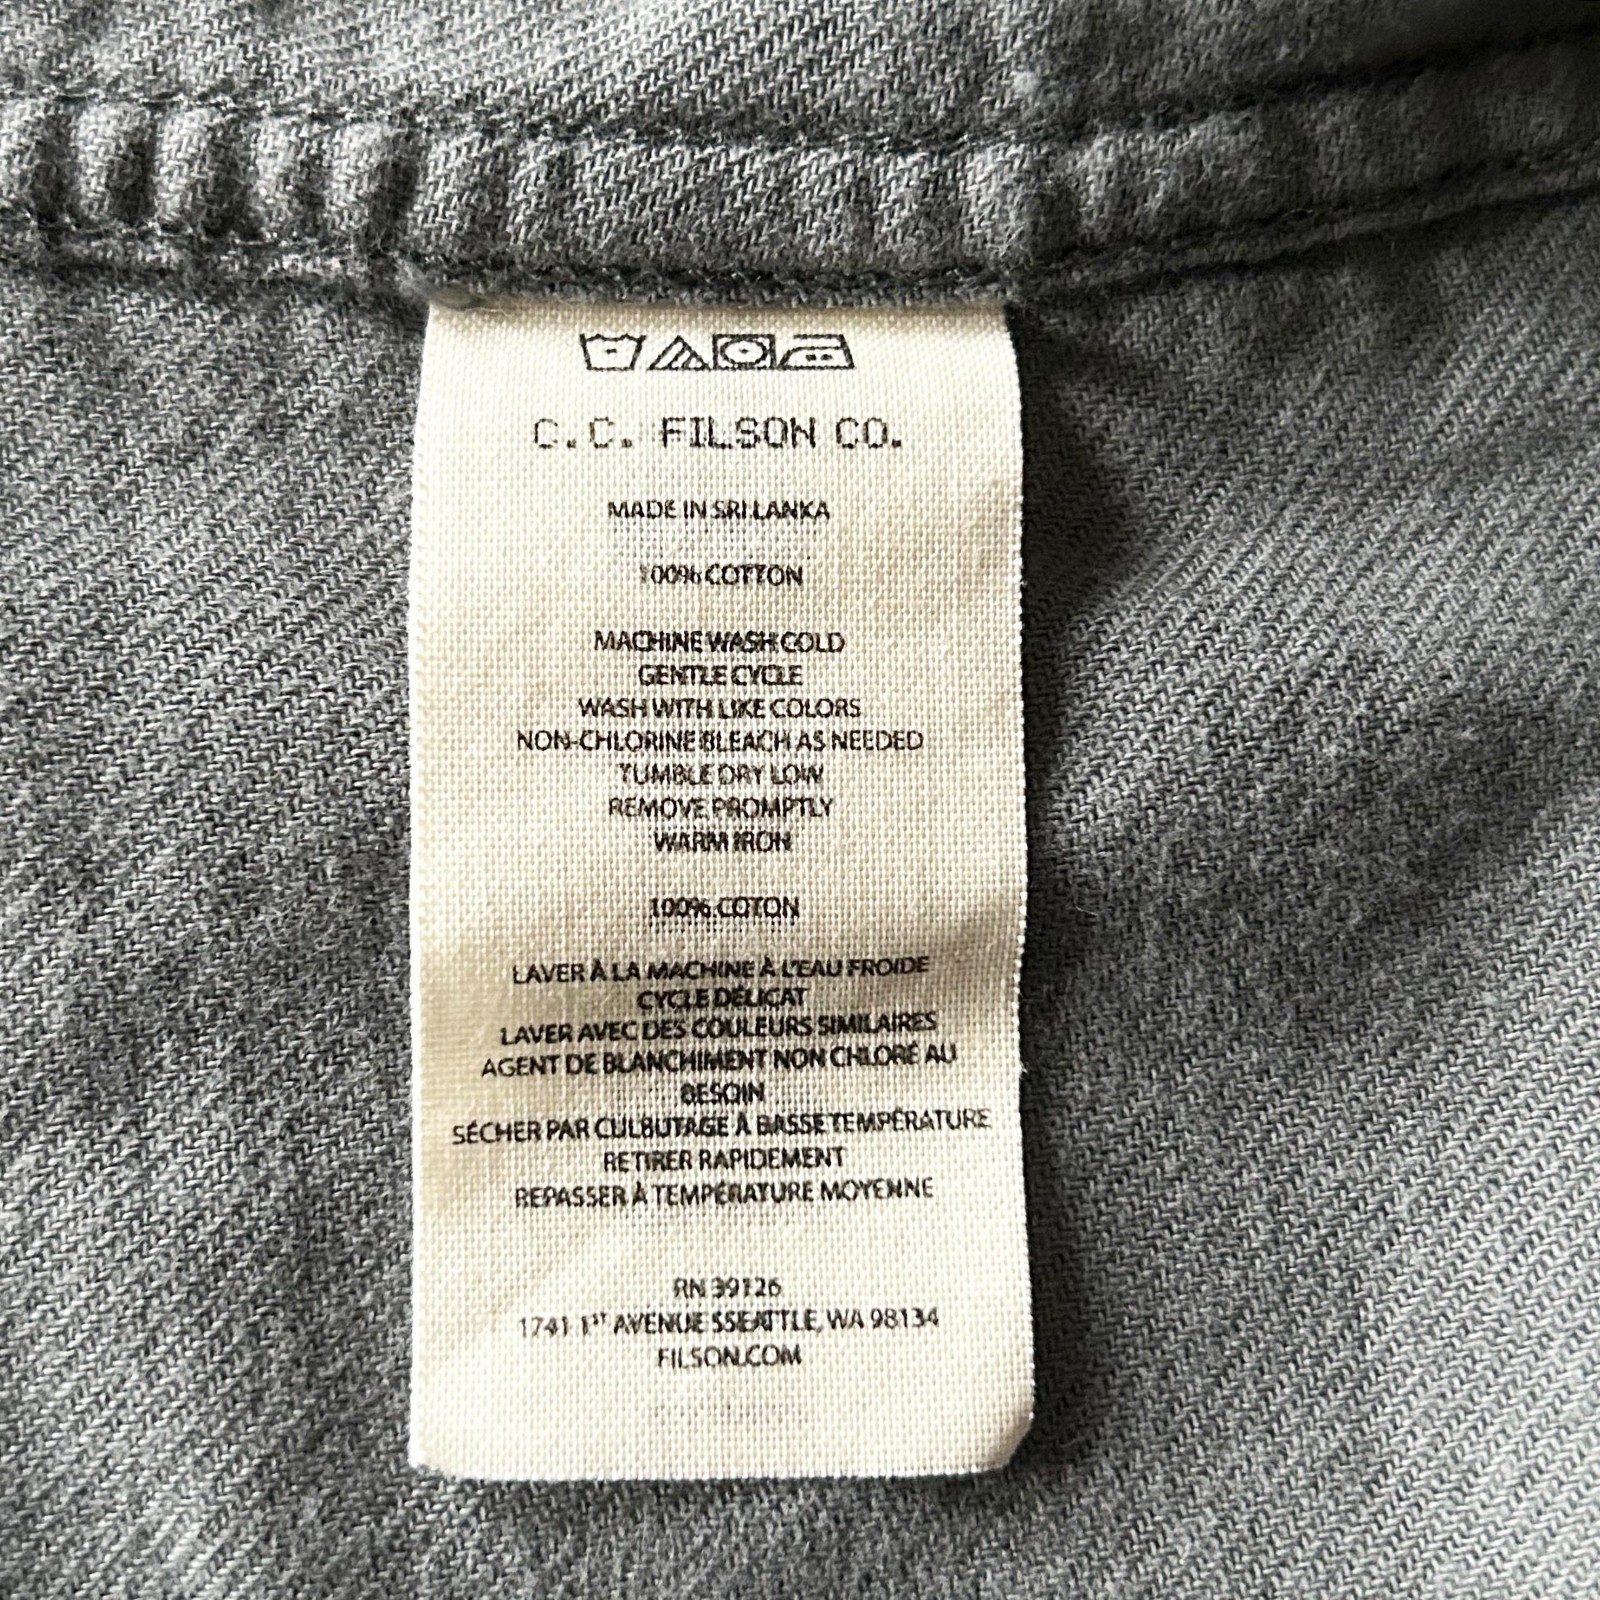 C.C. FILSON CO.
MADE IN SRI LANKA
100% COTTON
MACHINE WASH COLD
GENTLE CYCLE
WASH WITH LIKE COLORS
NON-CHLORINE BLEACH AS NEEDED
TUMBLE DRY LOW
REMOVE PROMPTLY
WARM IRON
100% COTON
LAVER À LA MACHINE À L'EAU FROIDE
CYCLE DÉLICAT
LAVER AVEC DES COULEURS SIMILAIRES
AGENT DE BLANCHIMENT NON CHLORÉ AU
BESOIN
SÉCHER PAR CULBUTAGE À BASSE TEMPÉRATURE
RETIRER RAPIDEMENT
REPASSER À TEMPÉRATURE MOYENNE
RN 39126
1741 1ST AVENUE SSEATTLE, WA 98134
FILSON.COM